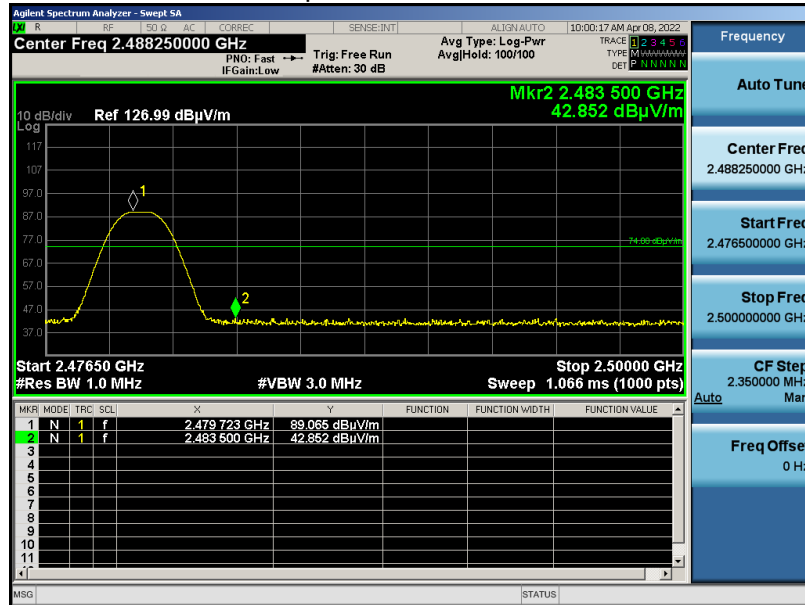 Agilent Spectrum Analyzer - Swept SA
LXI R RF 50 Ω AC CORREC SENSE:INT ALIGN AUTO 10:00:17 AM Apr 08, 2022
Center Freq 2.488250000 GHz
PNO: Fast
IFGain:Low
Trig: Free Run
#Atten: 30 dB
Avg Type: Log-Pwr
Avg|Hold: 100/100
TRACE 1 2 3 4 5 6
TYPE M
DET P N N N N N
Mkr2 2.483 500 GHz
42.852 dBµV/m
10 dB/div Ref 126.99 dBµV/m
Log
117
107
97.0
87.0
77.0
67.0
57.0
47.0
37.0
1
2
74.00 dBµV/m
Start 2.47650 GHz Stop 2.50000 GHz
#Res BW 1.0 MHz #VBW 3.0 MHz Sweep 1.066 ms (1000 pts)
MKR MODE TRC SCL X Y FUNCTION FUNCTION WIDTH FUNCTION VALUE
1 N 1 f 2.479 723 GHz 89.065 dBµV/m
2 N 1 f 2.483 500 GHz 42.852 dBµV/m
3
4
5
6
7
8
9
10
11
MSG STATUS
Frequency
Auto Tune
Center Freq
2.488250000 GHz
Start Freq
2.476500000 GHz
Stop Freq
2.500000000 GHz
CF Step
2.350000 MHz
Auto Man
Freq Offset
0 Hz